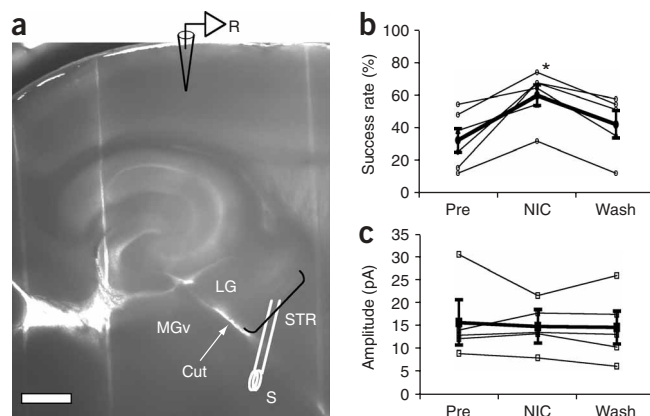 a
R
LG
STR
MGv
Cut
S
b
Success rate (%)
100
80
60
40
20
0
*
Pre NIC Wash
c
Amplitude (pA)
35
30
25
20
15
10
5
0
Pre NIC Wash